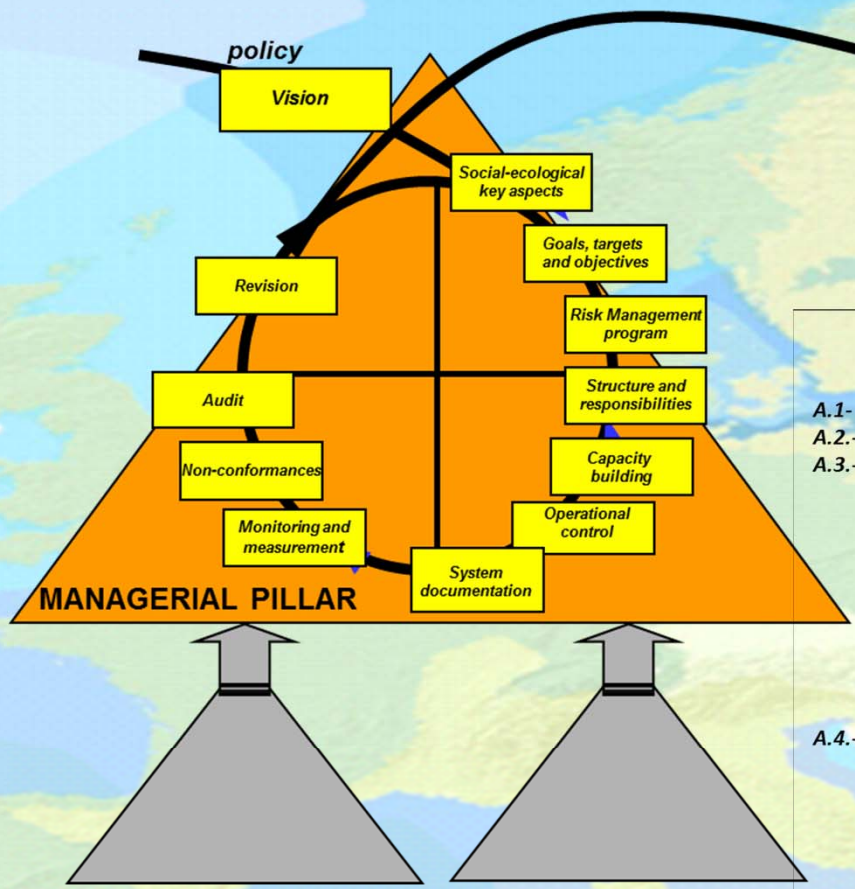 policy
Vision
Social-ecological
key aspects
Goals, targets
and objectives
Risk Management
program
Structure and
responsibilities
Capacity
building
Operational
control
System
documentation
Monitoring and
measurement
Non-conformances
Audit
Revision
MANAGERIAL PILLAR
A.1-
A.2.-
A.3.-
A.4.-